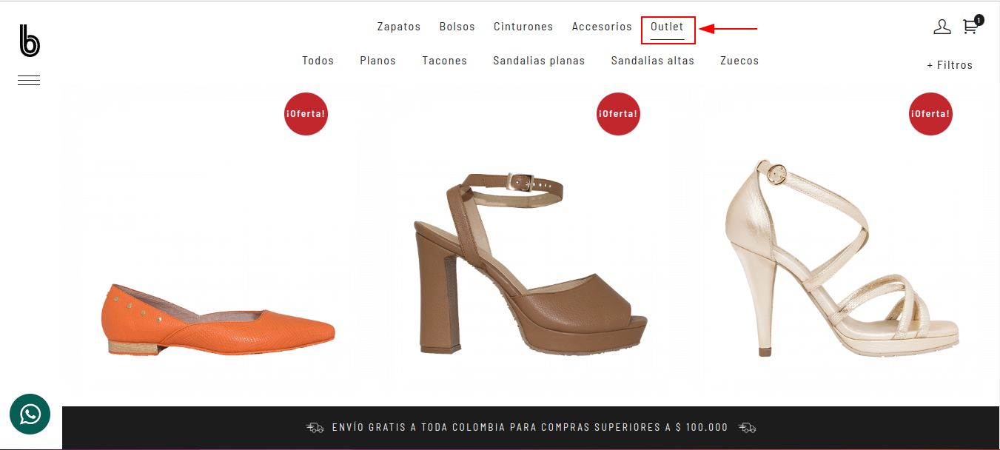 b
Zapatos Bolsos Cinturones Accesorios Outlet
1
Todos Planos Tacones Sandalias planas Sandalias altas Zuecos
+ Filtros
¡Oferta! ¡Oferta! ¡Oferta!
ENVÍO GRATIS A TODA COLOMBIA PARA COMPRAS SUPERIORES A $ 100.000